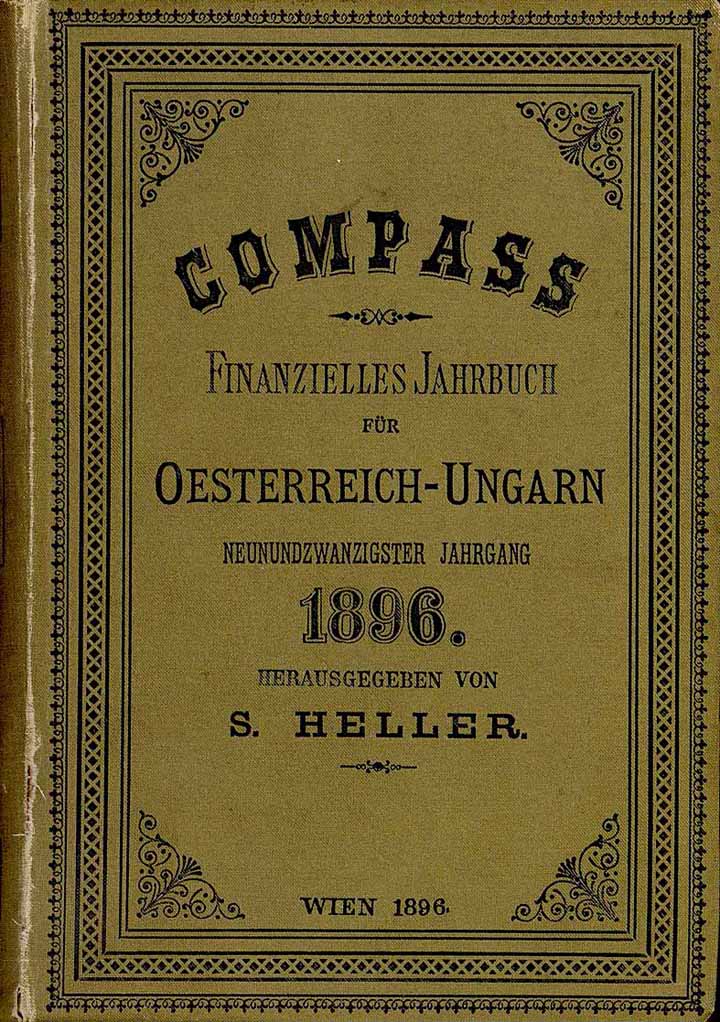 COMPASS
FINANZIELLES JAHRBUCH
FÜR
OESTERREICH-UNGARN
NEUNUNDZWANZIGSTER JAHRGANG
1896.
HERAUSGEGEBEN VON
S. HELLER.
WIEN 1896.